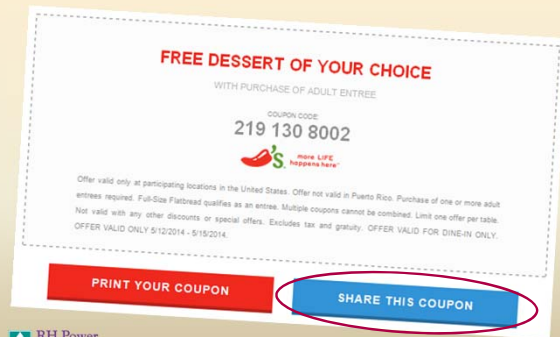 FREE DESSERT OF YOUR CHOICE
WITH PURCHASE OF ADULT ENTREE
COUPON CODE:
219 130 8002
'S. more LIFE
happens here™
Offer valid only at participating locations in the United States. Offer not valid in Puerto Rico. Purchase of one or more adult
entrees required. Full-Size Flatbread qualifies as an entree. Multiple coupons cannot be combined. Limit one offer per table.
Not valid with any other discounts or special offers. Excludes tax and gratuity. OFFER VALID FOR DINE-IN ONLY.
OFFER VALID ONLY 5/12/2014 - 5/15/2014.
PRINT YOUR COUPON
SHARE THIS COUPON
RH Power